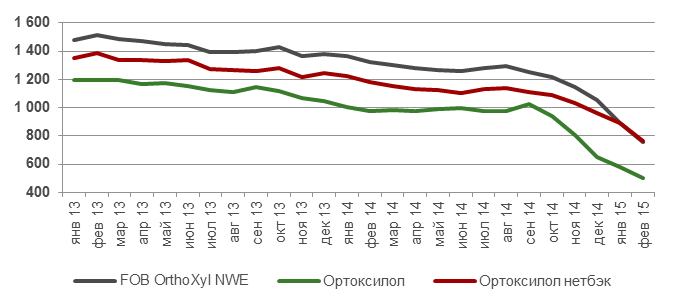 1 600
1 400
1 200
1 000
800
600
400
янв 13
фев 13
мар 13
апр 13
май 13
июн 13
июл 13
авг 13
сен 13
окт 13
ноя 13
дек 13
янв 14
фев 14
мар 14
апр 14
май 14
июн 14
июл 14
авг 14
сен 14
окт 14
ноя 14
дек 14
янв 15
фев 15
FOB OrthoXyl NWE
Ортоксилол
Ортоксилол нетбэк